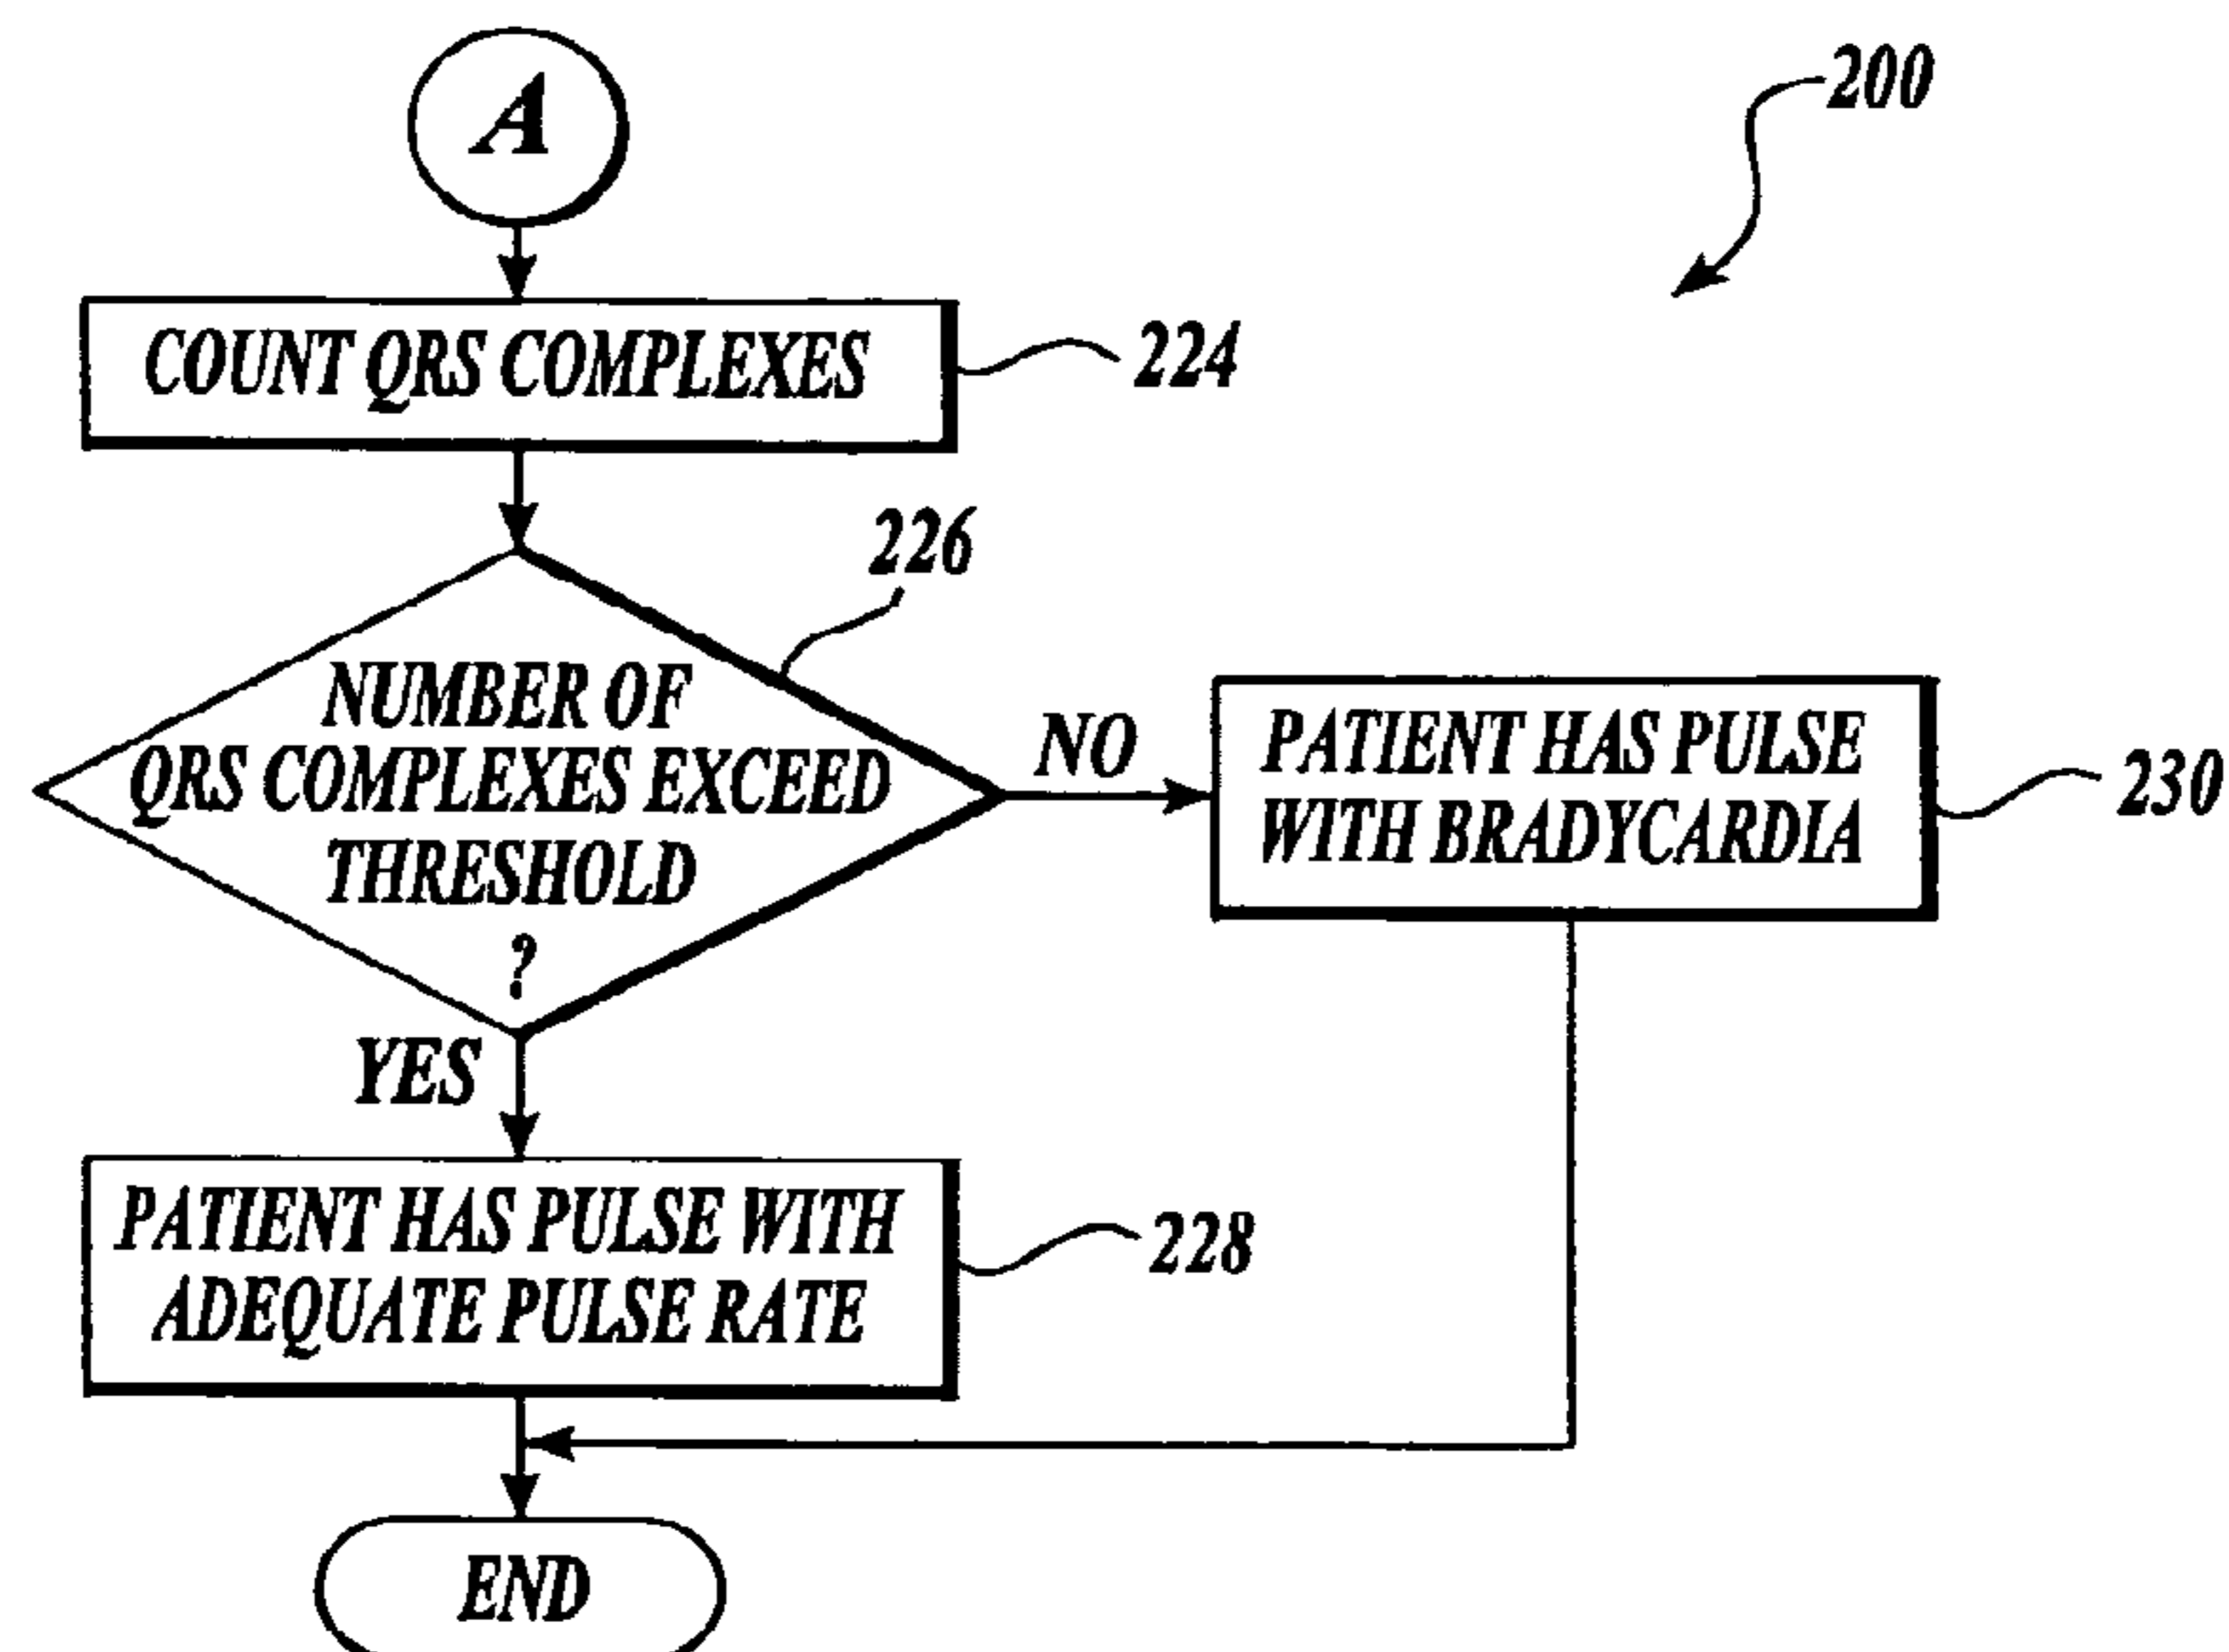 A
200
COUNT QRS COMPLEXES
224
226
NUMBER OF
QRS COMPLEXES EXCEED
THRESHOLD
?
NO
PATIENT HAS PULSE
WITH BRADYCARDIA
230
YES
PATIENT HAS PULSE WITH
ADEQUATE PULSE RATE
228
END